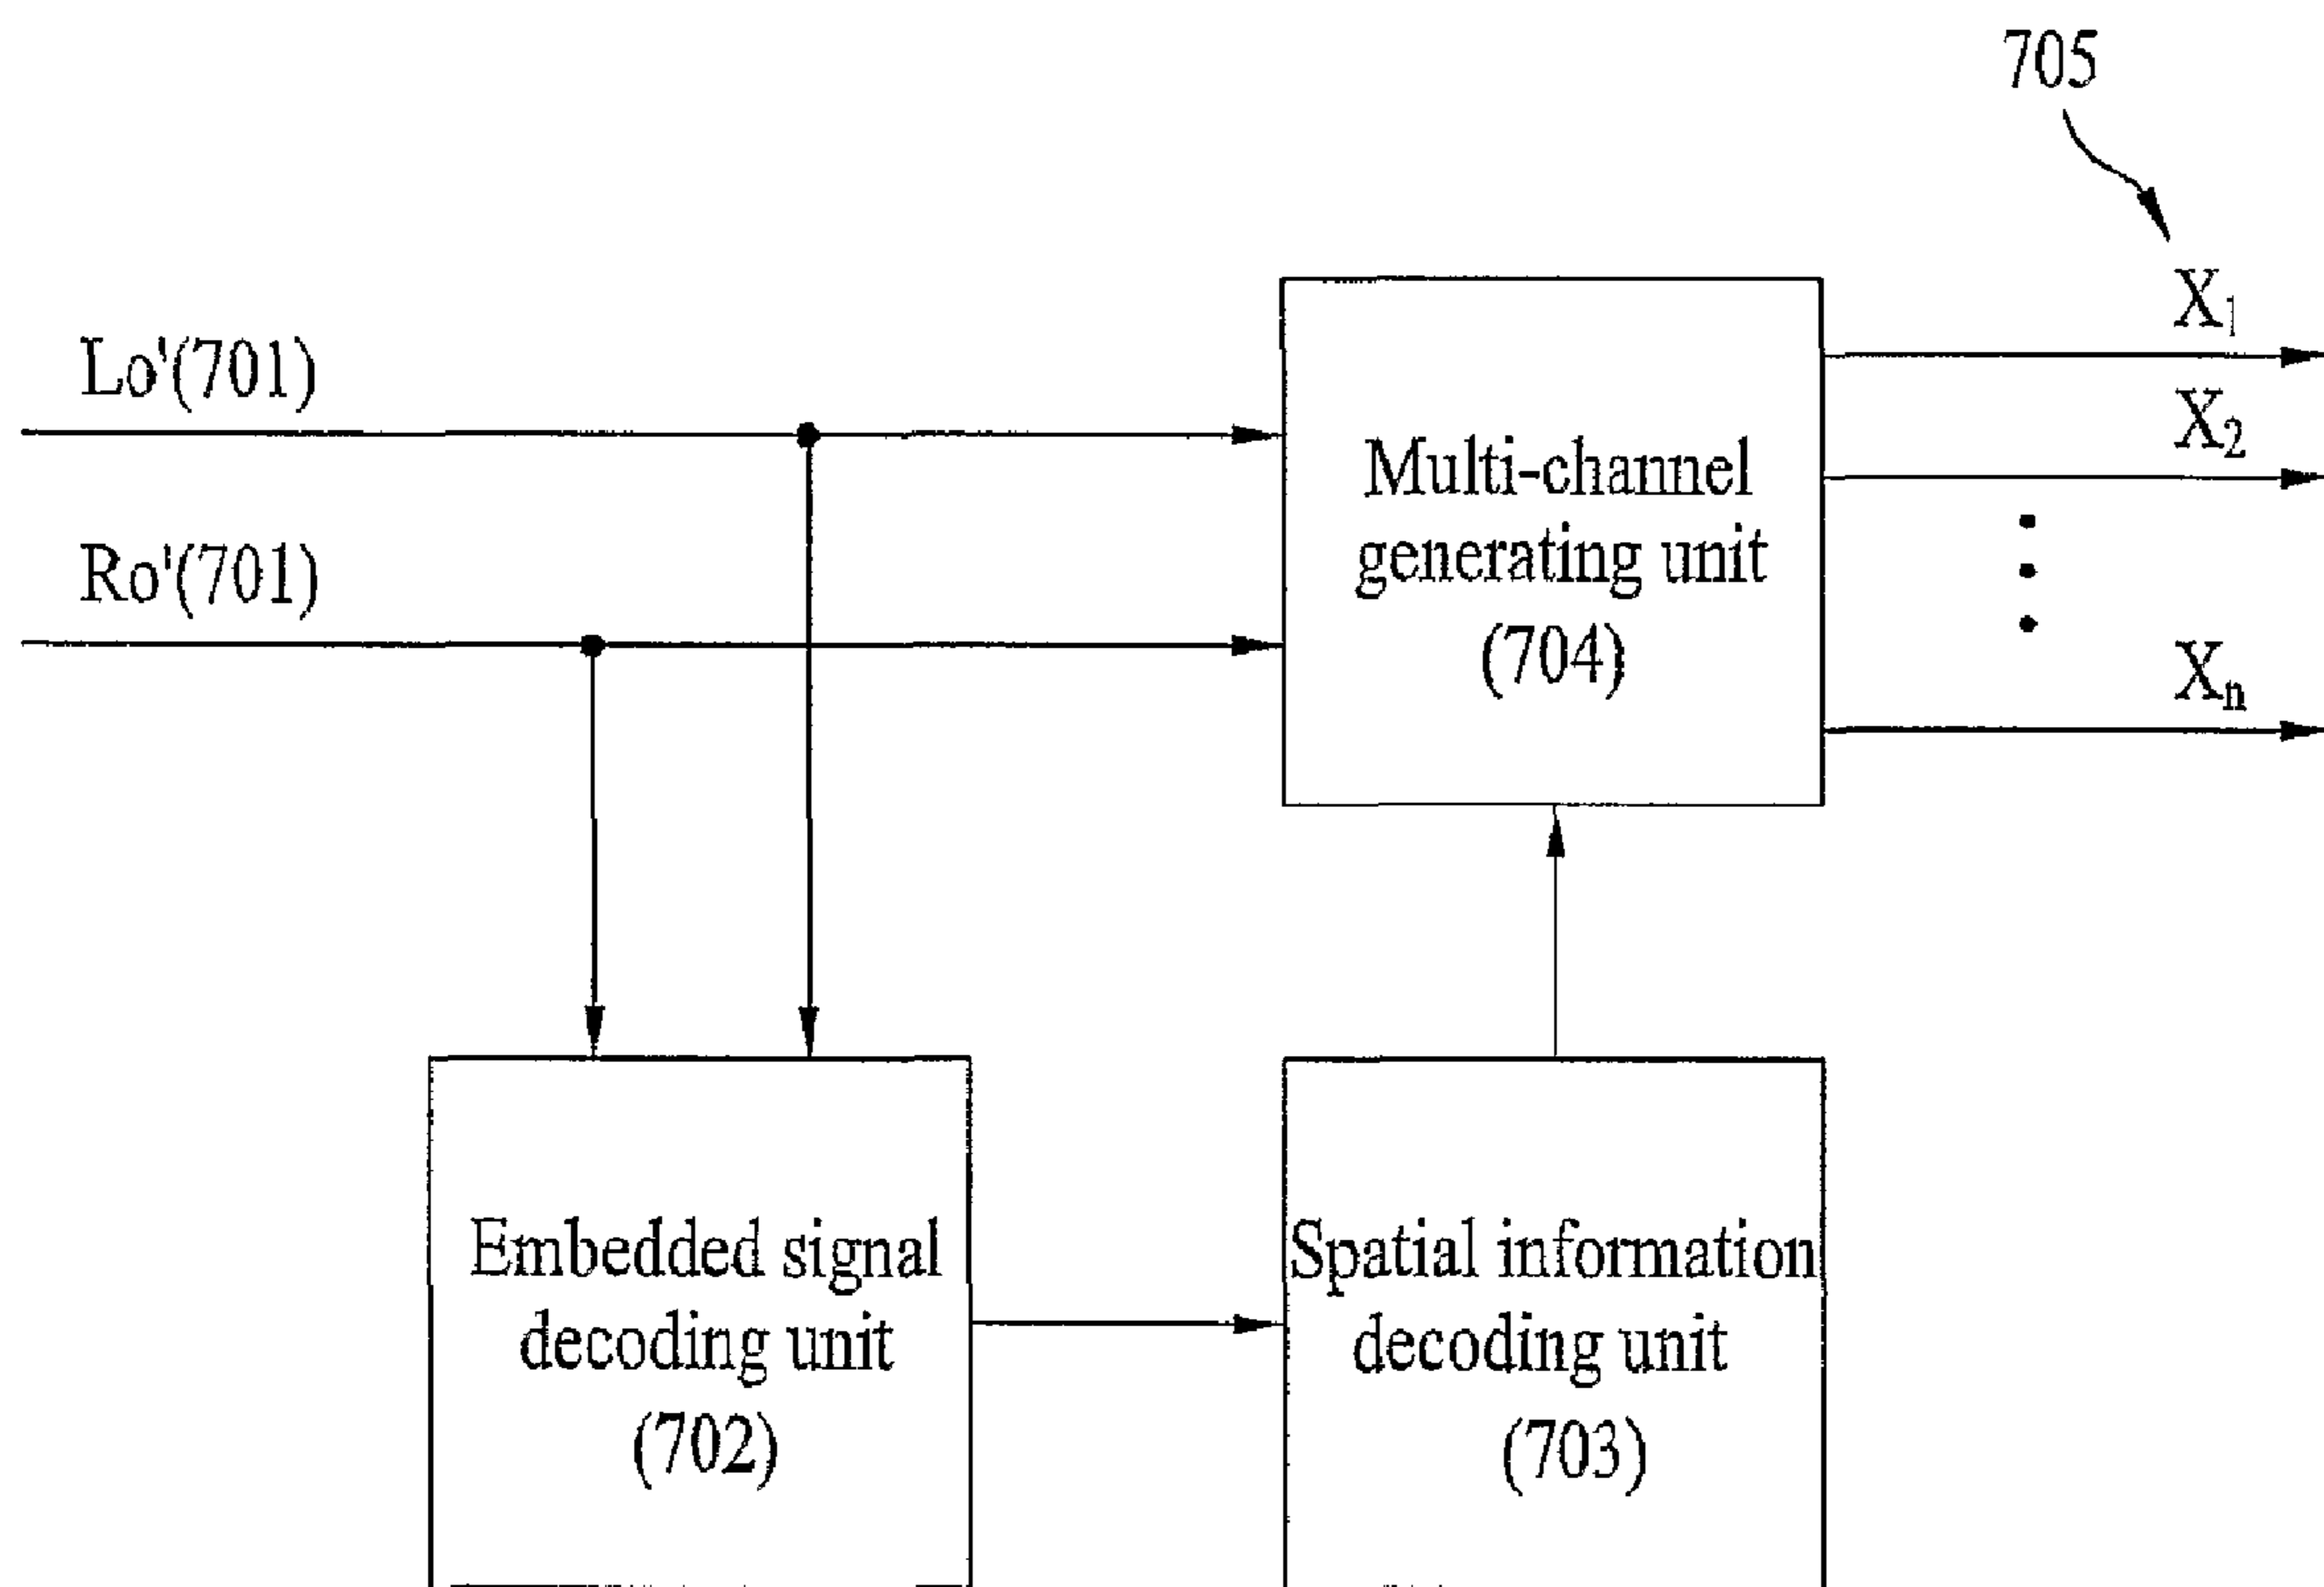 705
X₁
Lo'(701)
X₂
Multi-channel
generating unit
(704)
Ro'(701)
Xₙ
Embedded signal
decoding unit
(702)
Spatial information
decoding unit
(703)